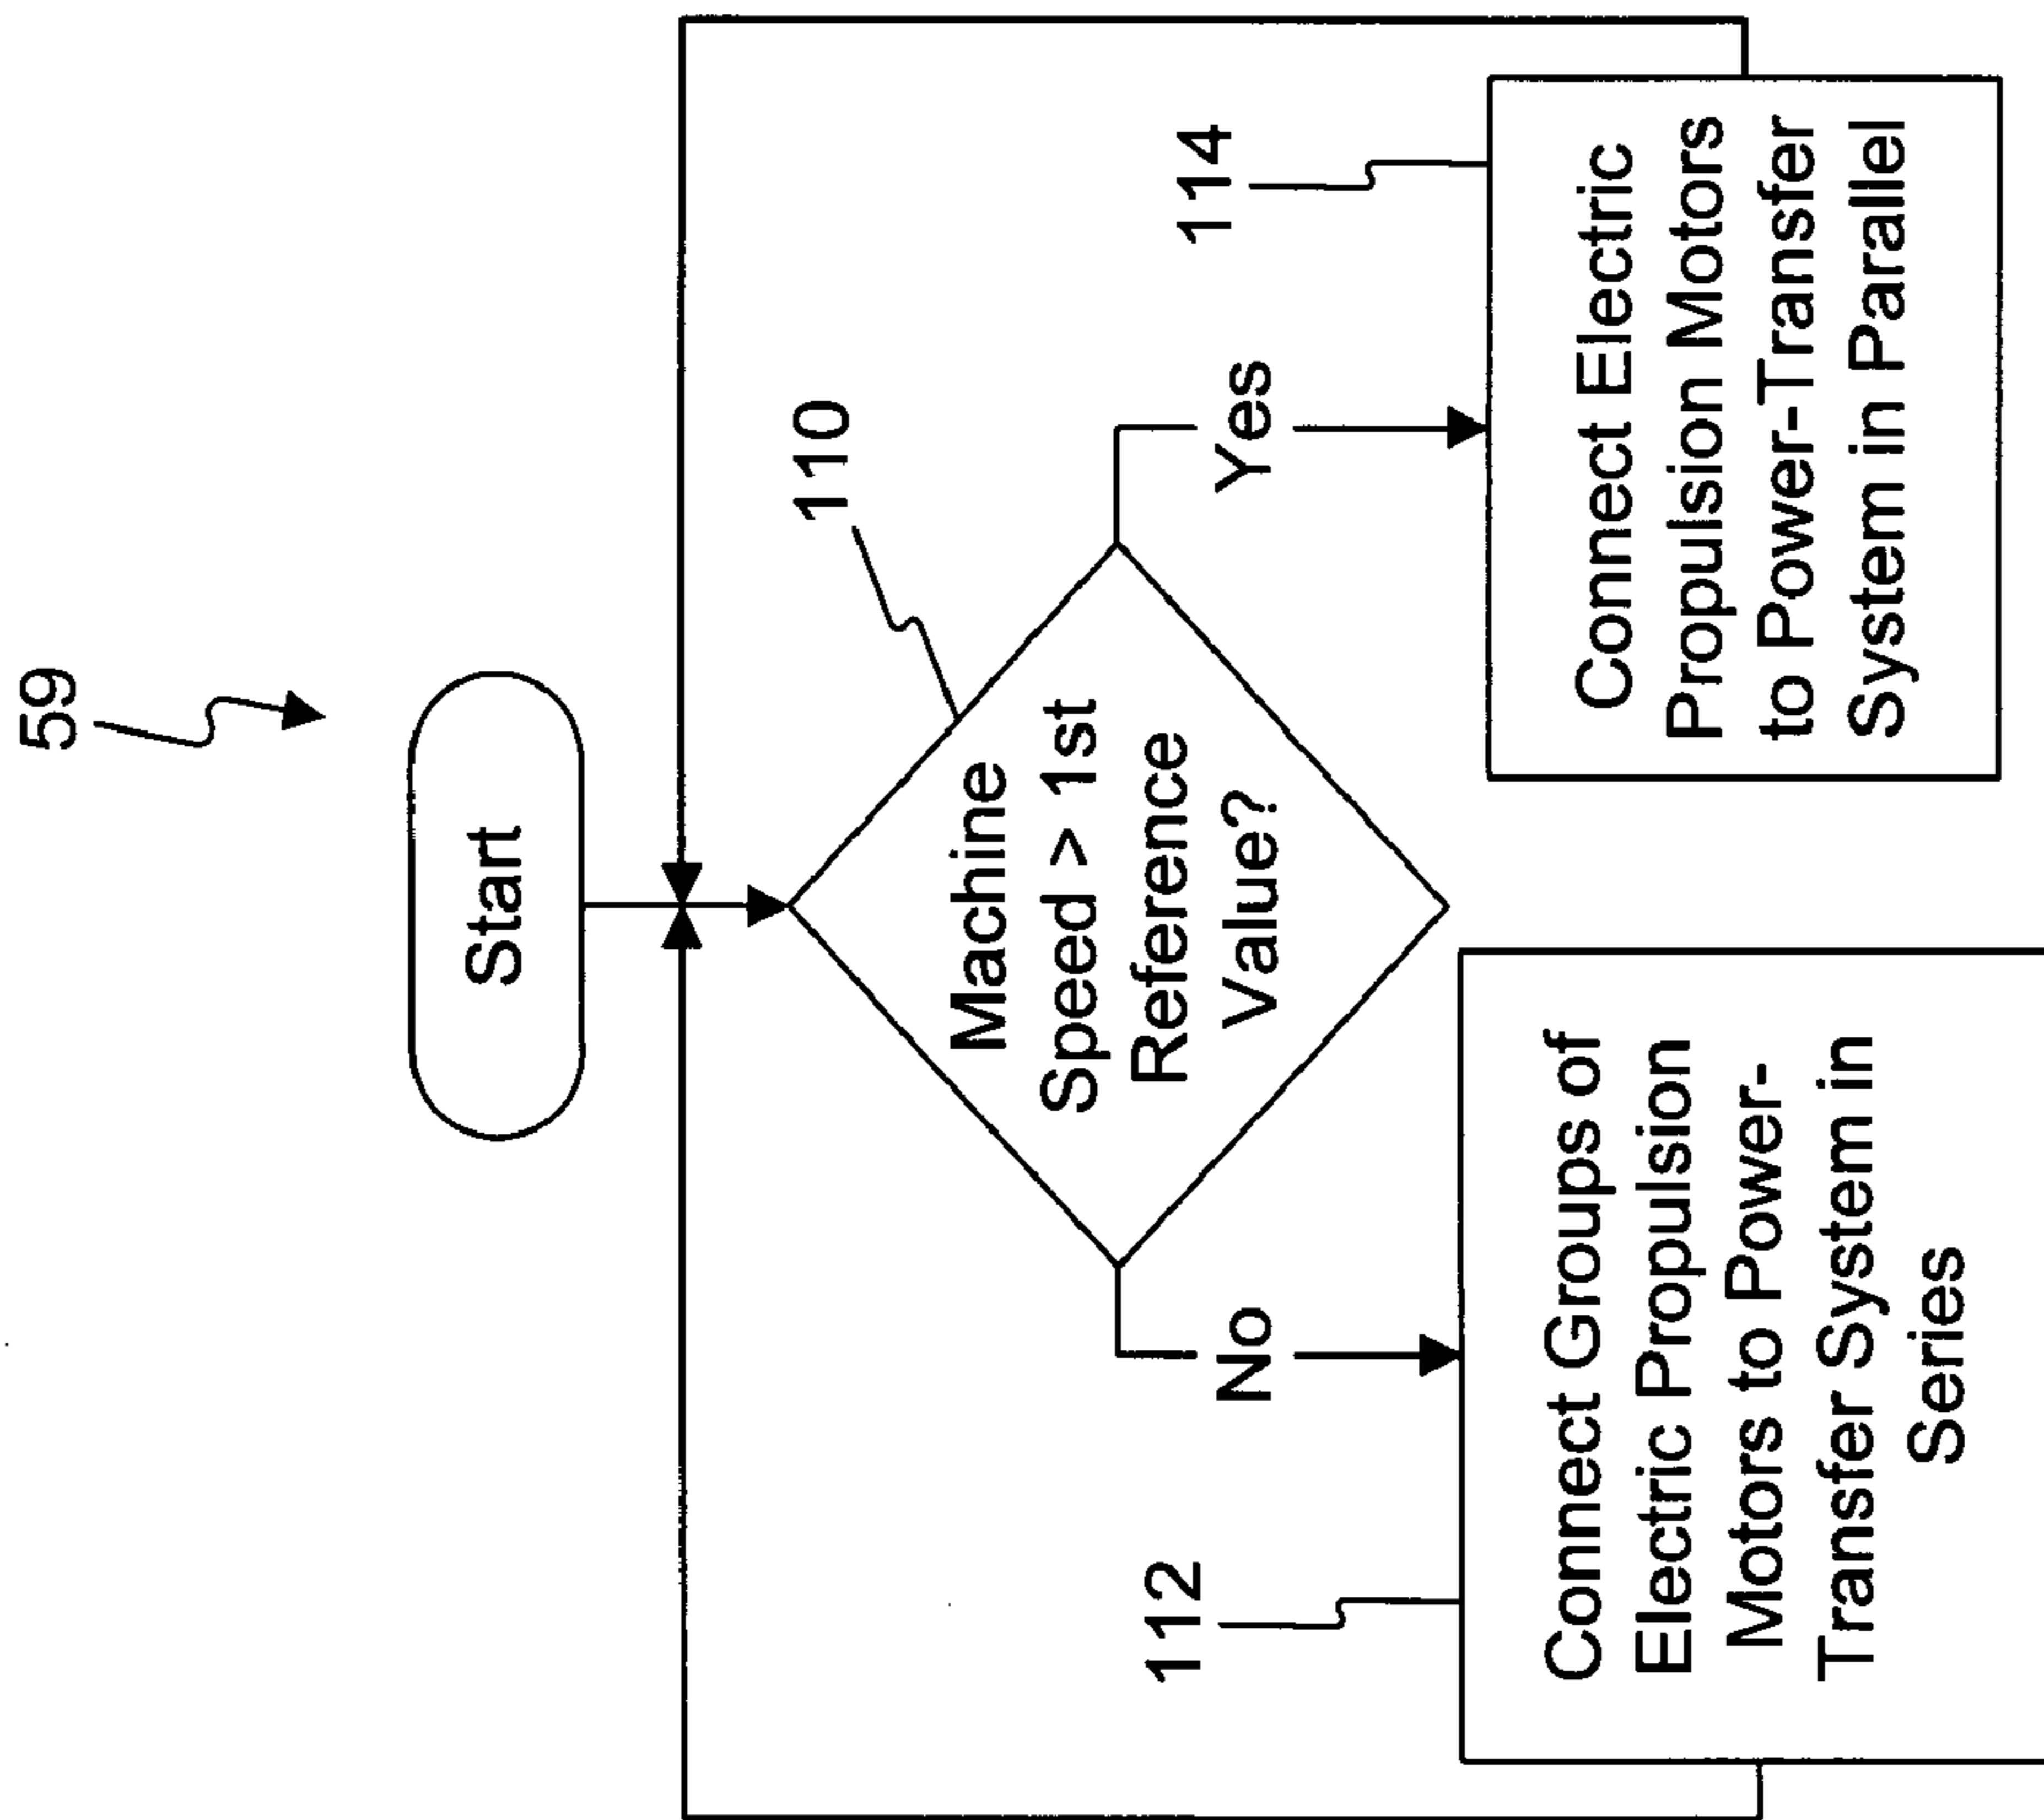 59
Start
110
Machine
Speed > 1st
Reference
Value?
No
Yes
112
Connect Groups of
Electric Propulsion
Motors to Power-
Transfer System in
Series
114
Connect Electric
Propulsion Motors
to Power-Transfer
System in Parallel